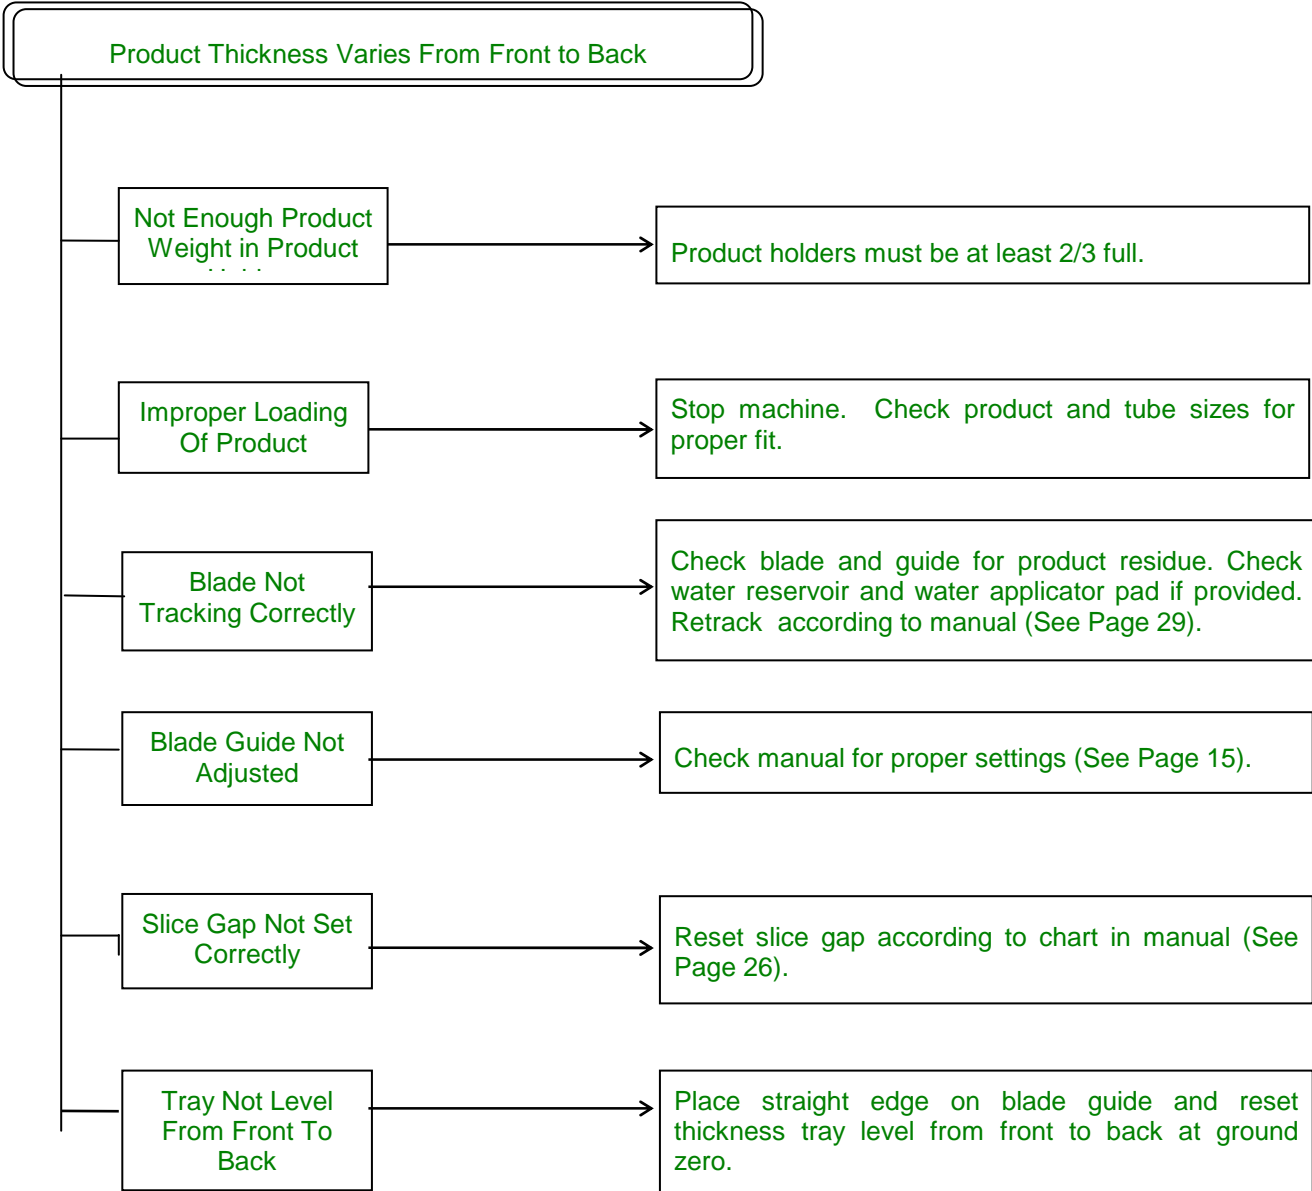 Product Thickness Varies From Front to Back
Not Enough Product
Weight in Product
Product holders must be at least 2/3 full.
Improper Loading
Of Product
Stop machine. Check product and tube sizes for
proper fit.
Blade Not
Tracking Correctly
Check blade and guide for product residue. Check
water reservoir and water applicator pad if provided.
Retrack according to manual (See Page 29).
Blade Guide Not
Adjusted
Check manual for proper settings (See Page 15).
Slice Gap Not Set
Correctly
Reset slice gap according to chart in manual (See
Page 26).
Tray Not Level
From Front To
Back
Place straight edge on blade guide and reset
thickness tray level from front to back at ground
zero.